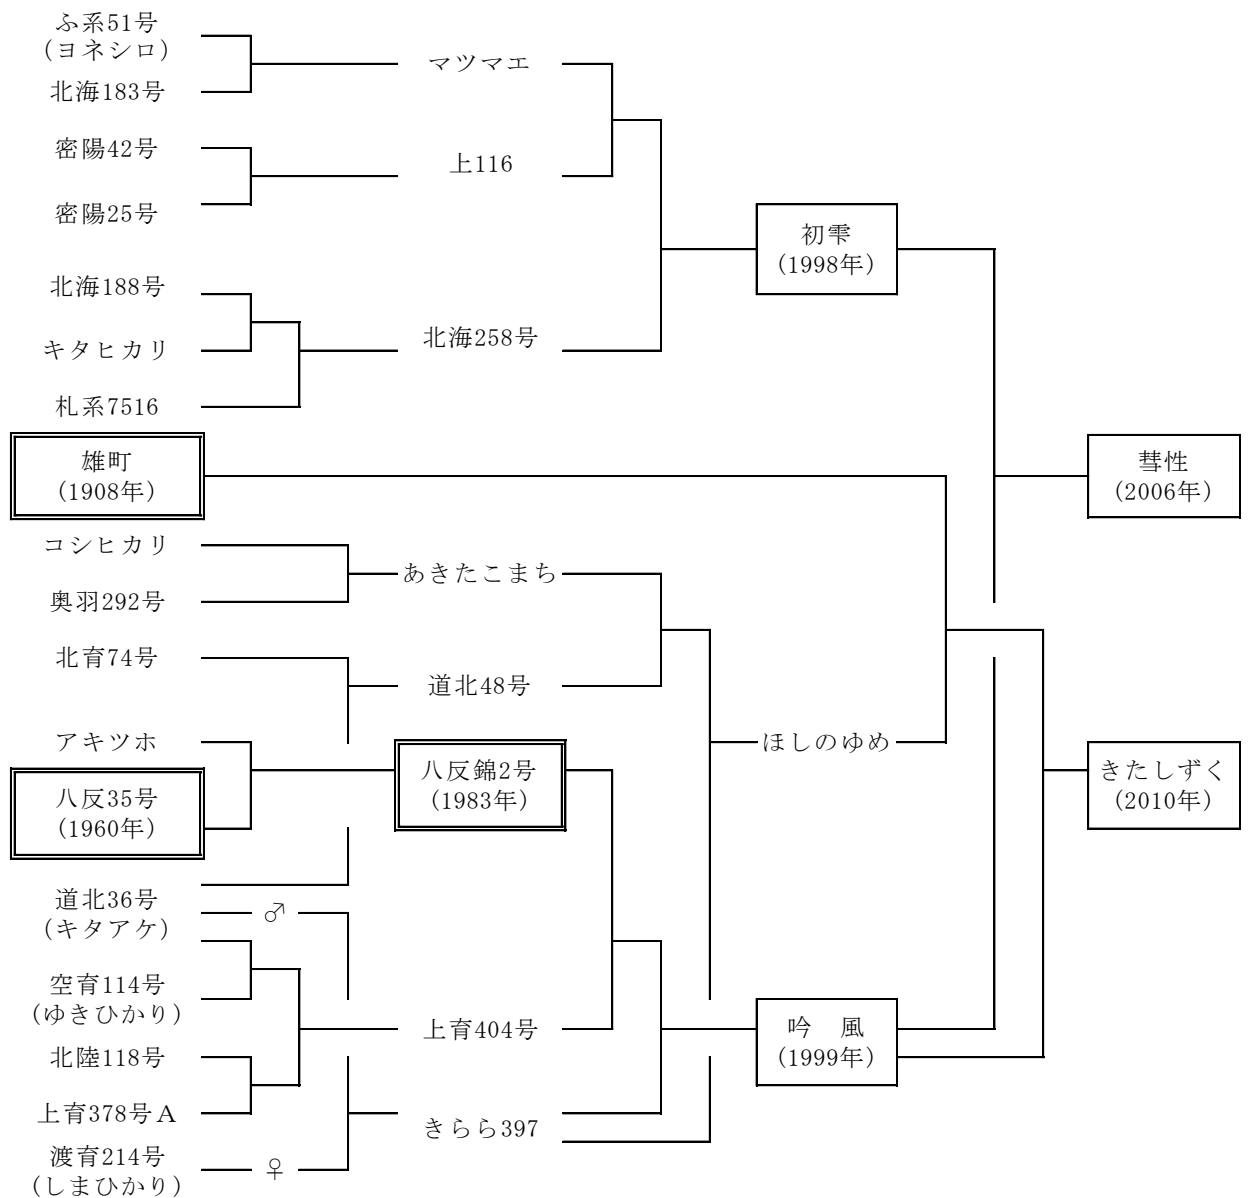 ふ系51号
(ヨネシロ)
北海183号
密陽42号
密陽25号
北海188号
キタヒカリ
札系7516
雄町
(1908年)
コシヒカリ
奥羽292号
北育74号
アキツホ
八反35号
(1960年)
道北36号
(キタアケ)
空育114号
(ゆきひかり)
北陸118号
上育378号A
渡育214号
(しまひかり)
♂
♀
マツマエ
上116
北海258号
あきたこまち
道北48号
八反錦2号
(1983年)
上育404号
きらら397
初雫
(1998年)
ほしのゆめ
吟 風
(1999年)
彗性
(2006年)
きたしずく
(2010年)